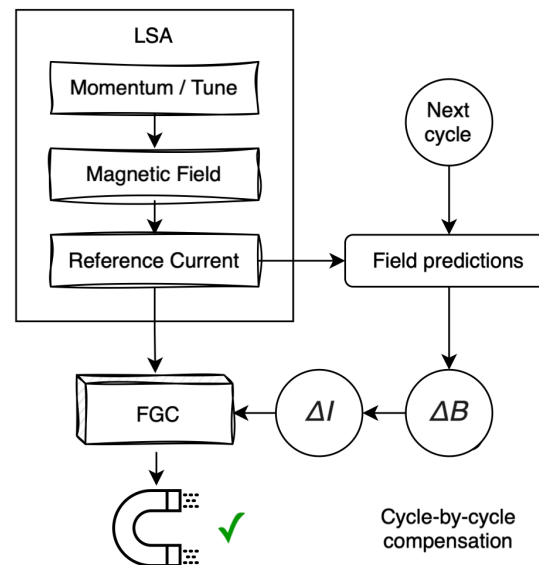 LSA
Momentum / Tune
Magnetic Field
Reference Current
Next
cycle
Field predictions
FGC
ΔI
ΔB
Cycle-by-cycle
compensation